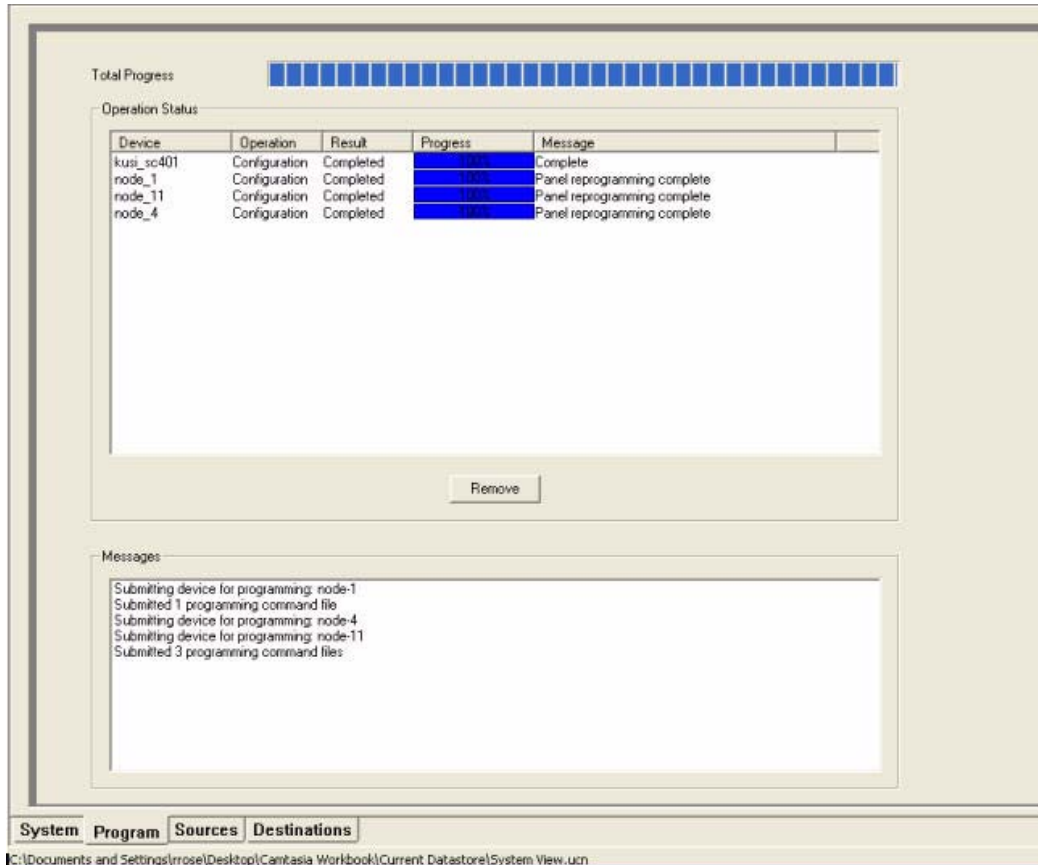 Total Progress
Operation Status
Device Operation Result Progress Message
kusi_sc401 Configuration Completed 100% Complete
node_1 Configuration Completed 100% Panel reprogramming complete
node_11 Configuration Completed 100% Panel reprogramming complete
node_4 Configuration Completed 100% Panel reprogramming complete
Remove
Messages
Submitting device for programming: node-1
Submitted 1 programming command file
Submitting device for programming: node-4
Submitting device for programming: node-11
Submitted 3 programming command files
System Program Sources Destinations
C:\Documents and Settings\rrose\Desktop\Camtasia Workbook\Current Datastore\System View.ucn